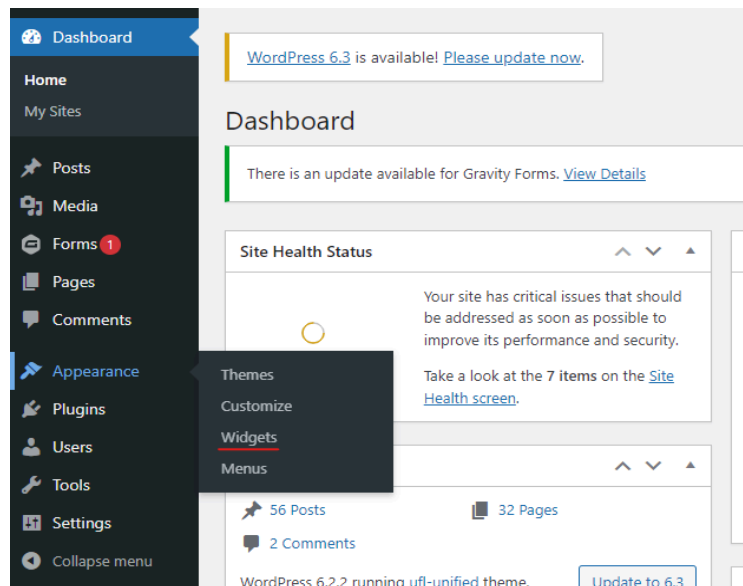 Dashboard
Home
My Sites
Posts
Media
Forms 1
Pages
Comments
Appearance
Plugins
Users
Tools
Settings
Collapse menu
Themes
Customize
Widgets
Menus
WordPress 6.3 is available! Please update now.
Dashboard
There is an update available for Gravity Forms. View Details
Site Health Status
Your site has critical issues that should
be addressed as soon as possible to
improve its performance and security.
Take a look at the 7 items on the Site
Health screen.
56 Posts
32 Pages
2 Comments
WordPress 6.2.2 running ufl-unified theme.
Update to 6.3